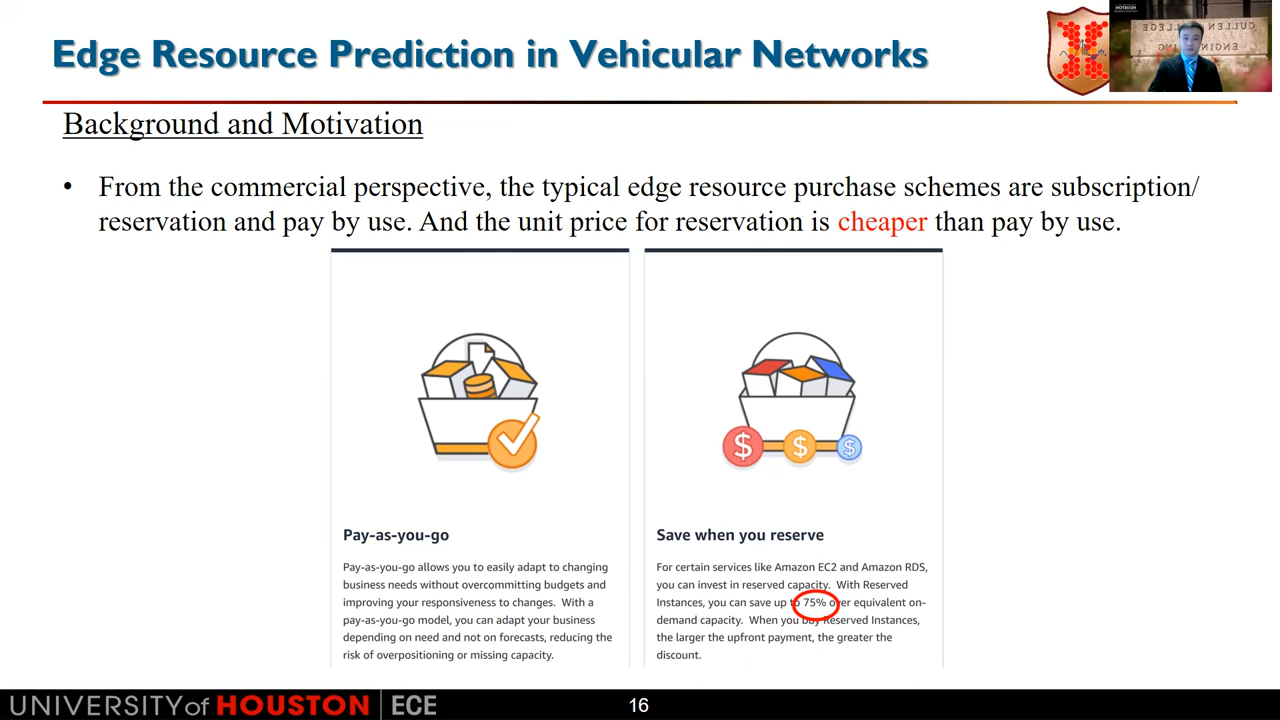 Edge Resource Prediction in Vehicular Networks
CULLEN COLLEGE
Background and Motivation
• From the commercial perspective, the typical edge resource purchase schemes are subscription/
reservation and pay by use. And the unit price for reservation is cheaper than pay by use.
$ $ $
Pay-as-you-go
Pay-as-you-go allows you to easily adapt to changing
business needs without overcommitting budgets and
improving your responsiveness to changes. With a
pay-as-you-go model, you can adapt your business
depending on need and not on forecasts, reducing the
risk of overpositioning or missing capacity.
Save when you reserve
For certain services like Amazon EC2 and Amazon RDS,
you can invest in reserved capacity. With Reserved
Instances, you can save up to 75% over equivalent on-
demand capacity. When you buy Reserved Instances,
the larger the upfront payment, the greater the
discount.
UNIVERSITY of HOUSTON | ECE
16